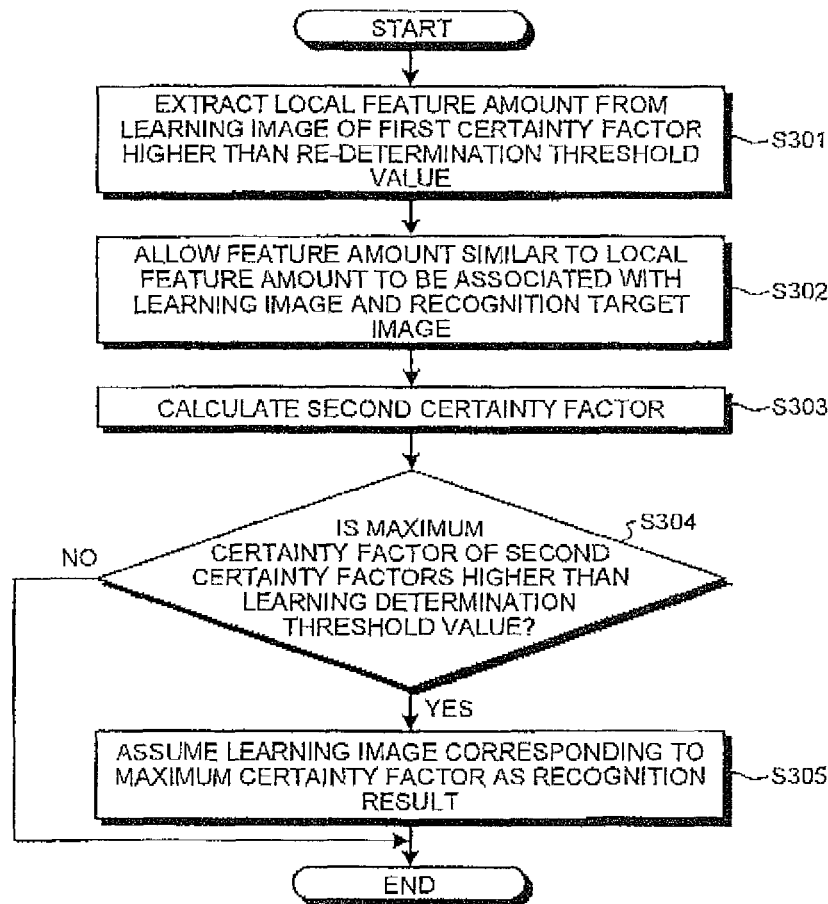 START
EXTRACT LOCAL FEATURE AMOUNT FROM
LEARNING IMAGE OF FIRST CERTAINTY FACTOR
HIGHER THAN RE-DETERMINATION THRESHOLD
VALUE
S301
ALLOW FEATURE AMOUNT SIMILAR TO LOCAL
FEATURE AMOUNT TO BE ASSOCIATED WITH
LEARNING IMAGE AND RECOGNITION TARGET
IMAGE
S302
CALCULATE SECOND CERTAINTY FACTOR
S303
IS MAXIMUM
CERTAINTY FACTOR OF SECOND
CERTAINTY FACTORS HIGHER THAN
LEARNING DETERMINATION
THRESHOLD VALUE?
S304
NO
YES
ASSUME LEARNING IMAGE CORRESPONDING TO
MAXIMUM CERTAINTY FACTOR AS RECOGNITION
RESULT
S305
END